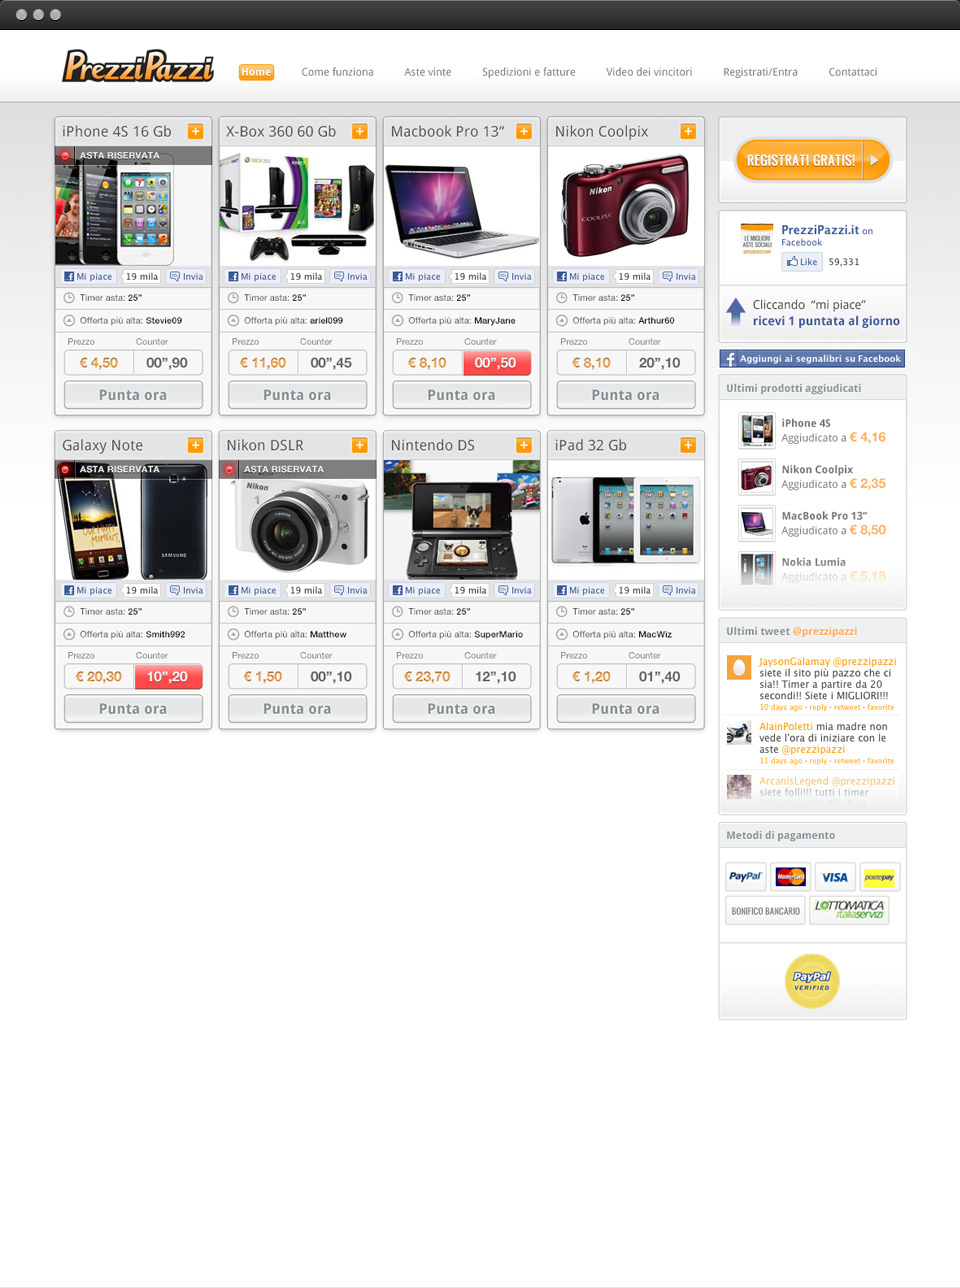 PrezziPazzi
Home
Come funziona
Aste vinte
Spedizioni e fatture
Video dei vincitori
Registrati/Entra
Contattaci
iPhone 4S 16 Gb
ASTA RISERVATA
Mi piace 19 mila Invia
Timer asta: 25”
Offerta più alta: Stevie09
Prezzo Counter
€ 4,50 00”,90
Punta ora
X-Box 360 60 Gb
Mi piace 19 mila Invia
Timer asta: 25”
Offerta più alta: ariel099
Prezzo Counter
€ 11,60 00”,45
Punta ora
Macbook Pro 13”
Mi piace 19 mila Invia
Timer asta: 25”
Offerta più alta: MaryJane
Prezzo Counter
€ 8,10 00”,50
Punta ora
Nikon Coolpix
Nikon
COOLPIX
Mi piace 19 mila Invia
Timer asta: 25”
Offerta più alta: Arthur60
Prezzo Counter
€ 8,10 20”,10
Punta ora
Galaxy Note
ASTA RISERVATA
SAMSUNG
Mi piace 19 mila Invia
Timer asta: 25”
Offerta più alta: Smith992
Prezzo Counter
€ 20,30 10”,20
Punta ora
Nikon DSLR
ASTA RISERVATA
Nikon
Mi piace 19 mila Invia
Timer asta: 25”
Offerta più alta: Matthew
Prezzo Counter
€ 1,50 00”,10
Punta ora
Nintendo DS
Mi piace 19 mila Invia
Timer asta: 25”
Offerta più alta: SuperMario
Prezzo Counter
€ 23,70 12”,10
Punta ora
iPad 32 Gb
Mi piace 19 mila Invia
Timer asta: 25”
Offerta più alta: MacWiz
Prezzo Counter
€ 1,20 01”,40
Punta ora
REGISTRATI GRATIS!
LE MIGLIORI
ASTE SOCIALI
PrezziPazzi.it on
Facebook
Like 59,331
Cliccando “mi piace”
ricevi 1 puntata al giorno
Aggiungi ai segnalibri su Facebook
Ultimi prodotti aggiudicati
iPhone 4S
Aggiudicato a € 4,16
Nikon Coolpix
Aggiudicato a € 2,35
MacBook Pro 13”
Aggiudicato a € 8,50
Nokia Lumia
Aggiudicato a € 5,18
Ultimi tweet @prezzipazzi
JaysonGalamay @prezzipazzi
siete il sito più pazzo che ci
sia!! Timer a partire da 20
secondi!! Siete i MIGLIORI!!!
10 days ago • reply • retweet • favorite
AlainPoletti mia madre non
vede l’ora di iniziare con le
aste @prezzipazzi
11 days ago • reply • retweet • favorite
ArcanisLegend @prezzipazzi
siete folli!!! tutti i timer
Metodi di pagamento
PayPal MasterCard VISA postepay
BONIFICO BANCARIO LOTTOMATICA
italiaservizi
PayPal
VERIFIED